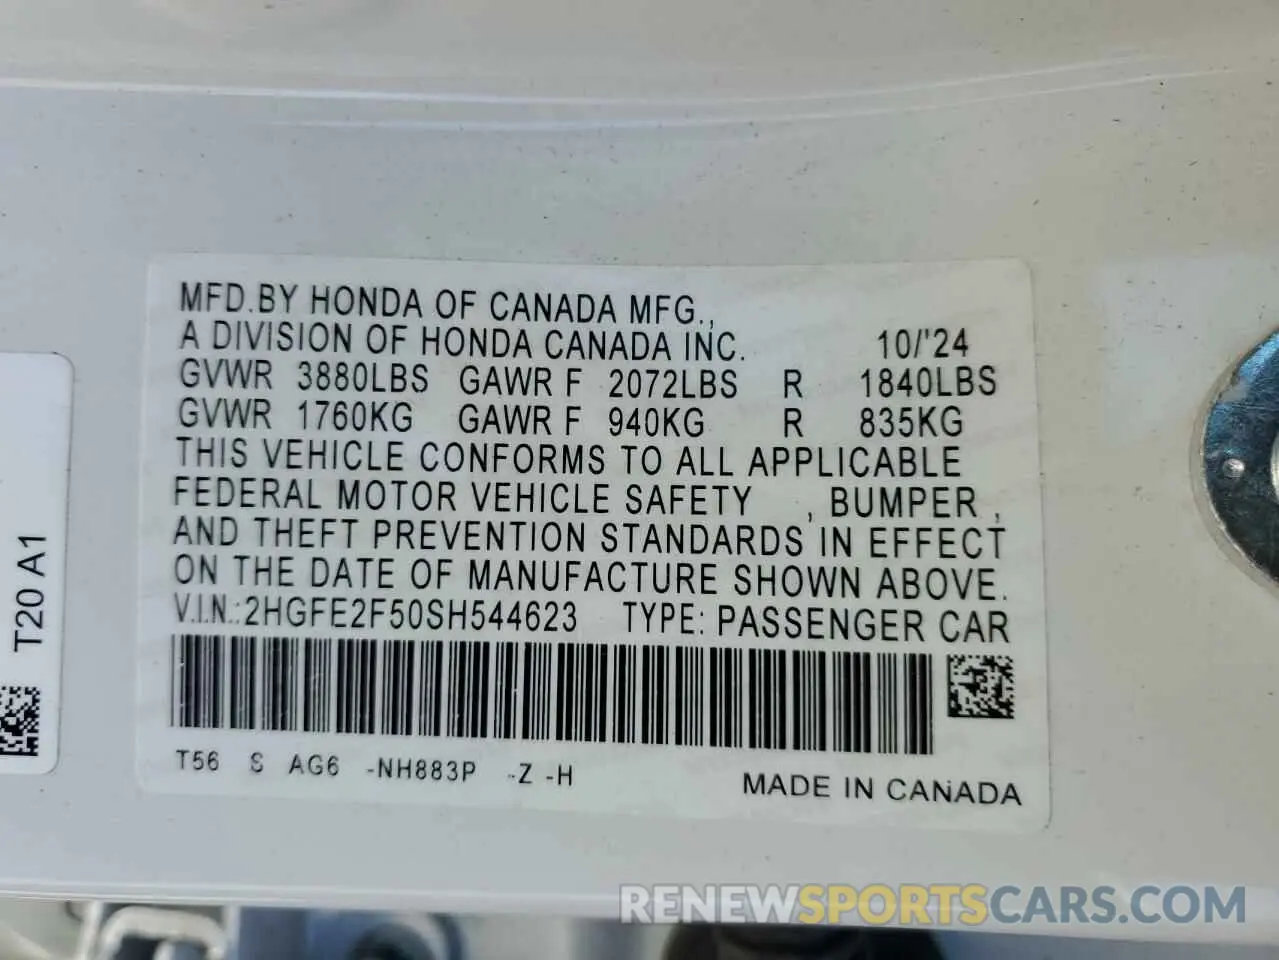 MFD.BY HONDA OF CANADA MFG.,
A DIVISION OF HONDA CANADA INC. 10/'24
GVWR 3880LBS GAWR F 2072LBS R 1840LBS
GVWR 1760KG GAWR F 940KG R 835KG
THIS VEHICLE CONFORMS TO ALL APPLICABLE
FEDERAL MOTOR VEHICLE SAFETY , BUMPER ,
AND THEFT PREVENTION STANDARDS IN EFFECT
ON THE DATE OF MANUFACTURE SHOWN ABOVE.
V.I.N.:2HGFE2F50SH544623 TYPE: PASSENGER CAR
T56 S AG6 -NH883P -Z -H
MADE IN CANADA
T20 A1
RENEWSPORTSCARS.COM